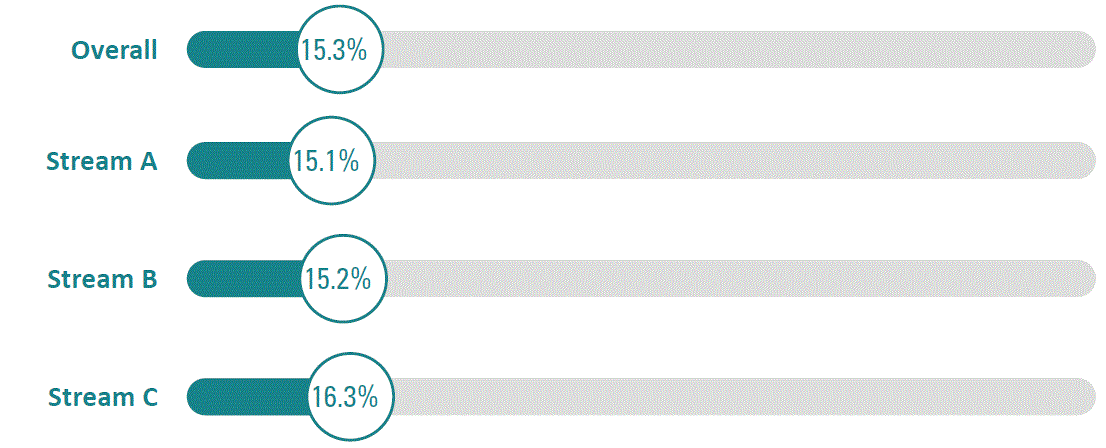 Overall 15.3%
Stream A 15.1%
Stream B 15.2%
Stream C 16.3%